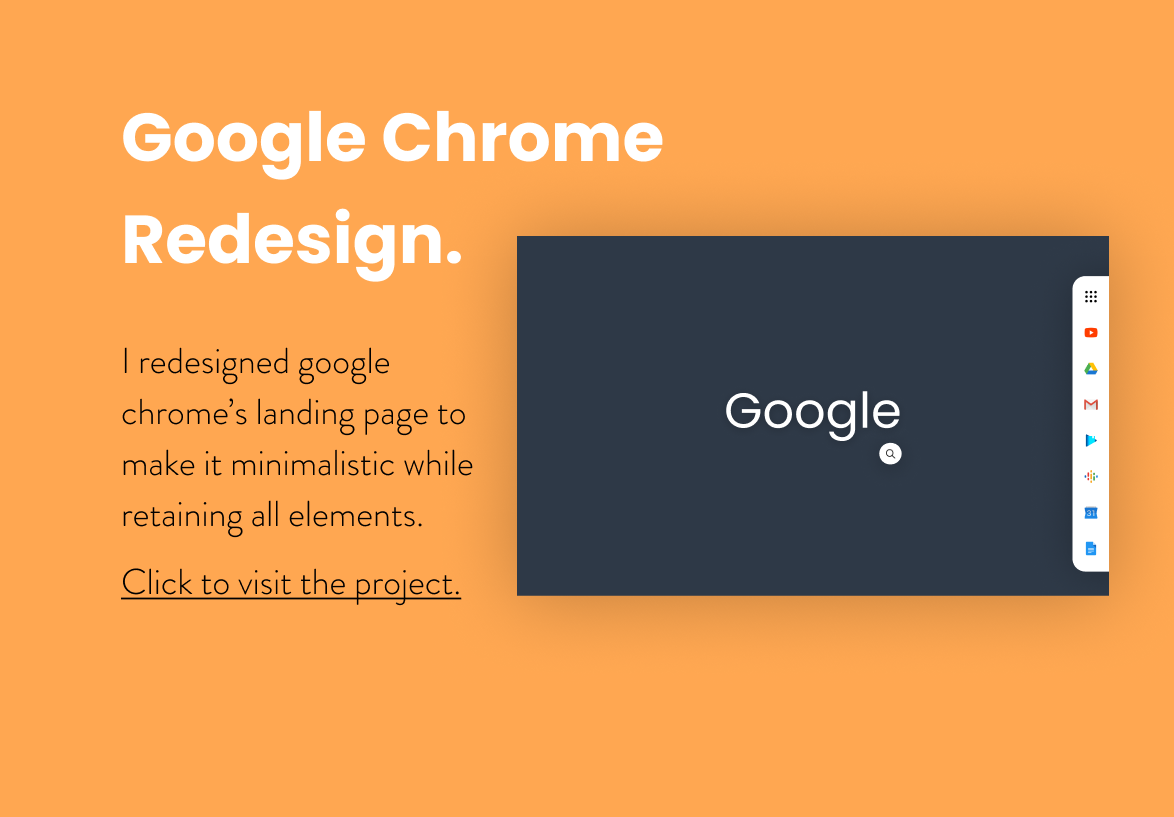 Google Chrome
Redesign.
I redesigned google
chrome’s landing page to
make it minimalistic while
retaining all elements.
Click to visit the project.
Google
31